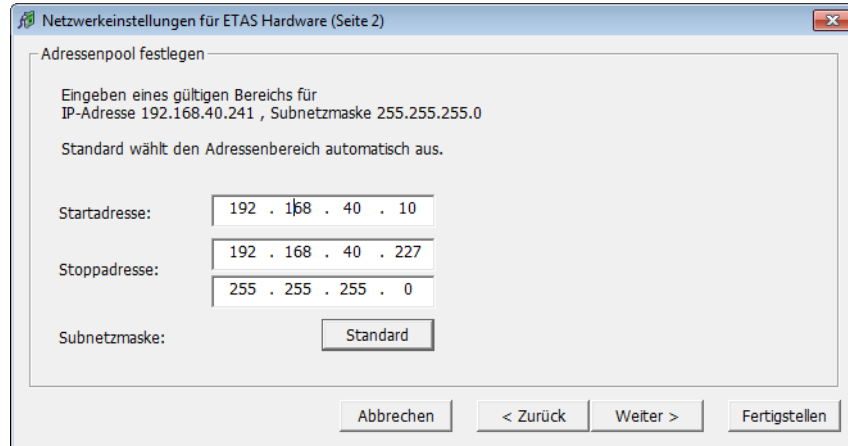 Netzwerkeinstellungen für ETAS Hardware (Seite 2)
Adressenpool festlegen
Eingeben eines gültigen Bereichs für
IP-Adresse 192.168.40.241 , Subnetzmaske 255.255.255.0
Standard wählt den Adressenbereich automatisch aus.
Startadresse: 192 . 168 . 40 . 10
192 . 168 . 40 . 227
Stoppadresse:
255 . 255 . 255 . 0
Subnetzmaske: Standard
Abbrechen < Zurück Weiter > Fertigstellen